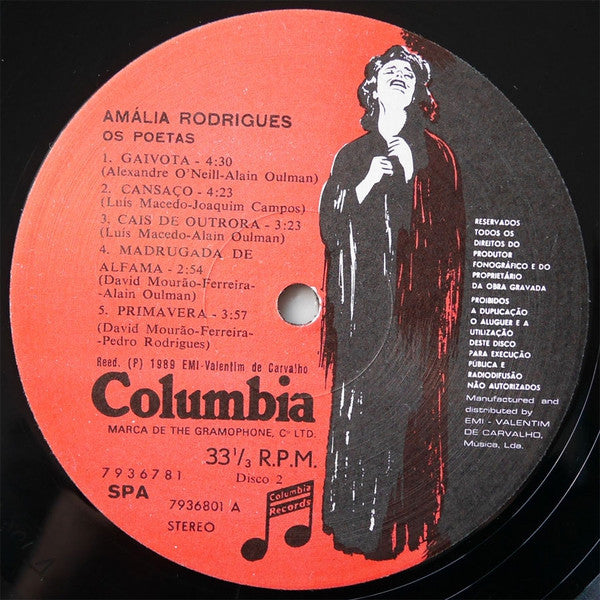 AMÁLIA RODRIGUES
OS POETAS
1. GAIVOTA - 4:30
(Alexandre O'Neill-Alain Oulman)
2. CANSAÇO - 4:23
(Luís Macedo-Joaquim Campos)
3. CAIS DE OUTRORA - 3:23
(Luís Macedo-Alain Oulman)
4. MADRUGADA DE
ALFAMA - 2:54
(David Mourão-Ferreira-
-Alain Oulman)
5. PRIMAVERA - 3:57
(David Mourão-Ferreira-
-Pedro Rodrigues)
Reed. (P) 1989 EMI-Valentim de Carvalho
Columbia
MARCA DE THE GRAMOPHONE, Cº LTD.
33 1/3 R.P.M.
7936781
Disco 2
SPA
7936801 A
STEREO
Columbia
Records
RESERVADOS
TODOS OS
DIREITOS DO
PRODUTOR
FONOGRÁFICO E DO
PROPRIETÁRIO
DA OBRA GRAVADA
PROIBIDOS
A DUPLICAÇÃO
O ALUGUER E A
UTILIZAÇÃO
DESTE DISCO
PARA EXECUÇÃO
PÚBLICA E
RADIODIFUSÃO
NÃO AUTORIZADOS
Manufactured and
distributed by
EMI - VALENTIM
DE CARVALHO,
Música, Lda.